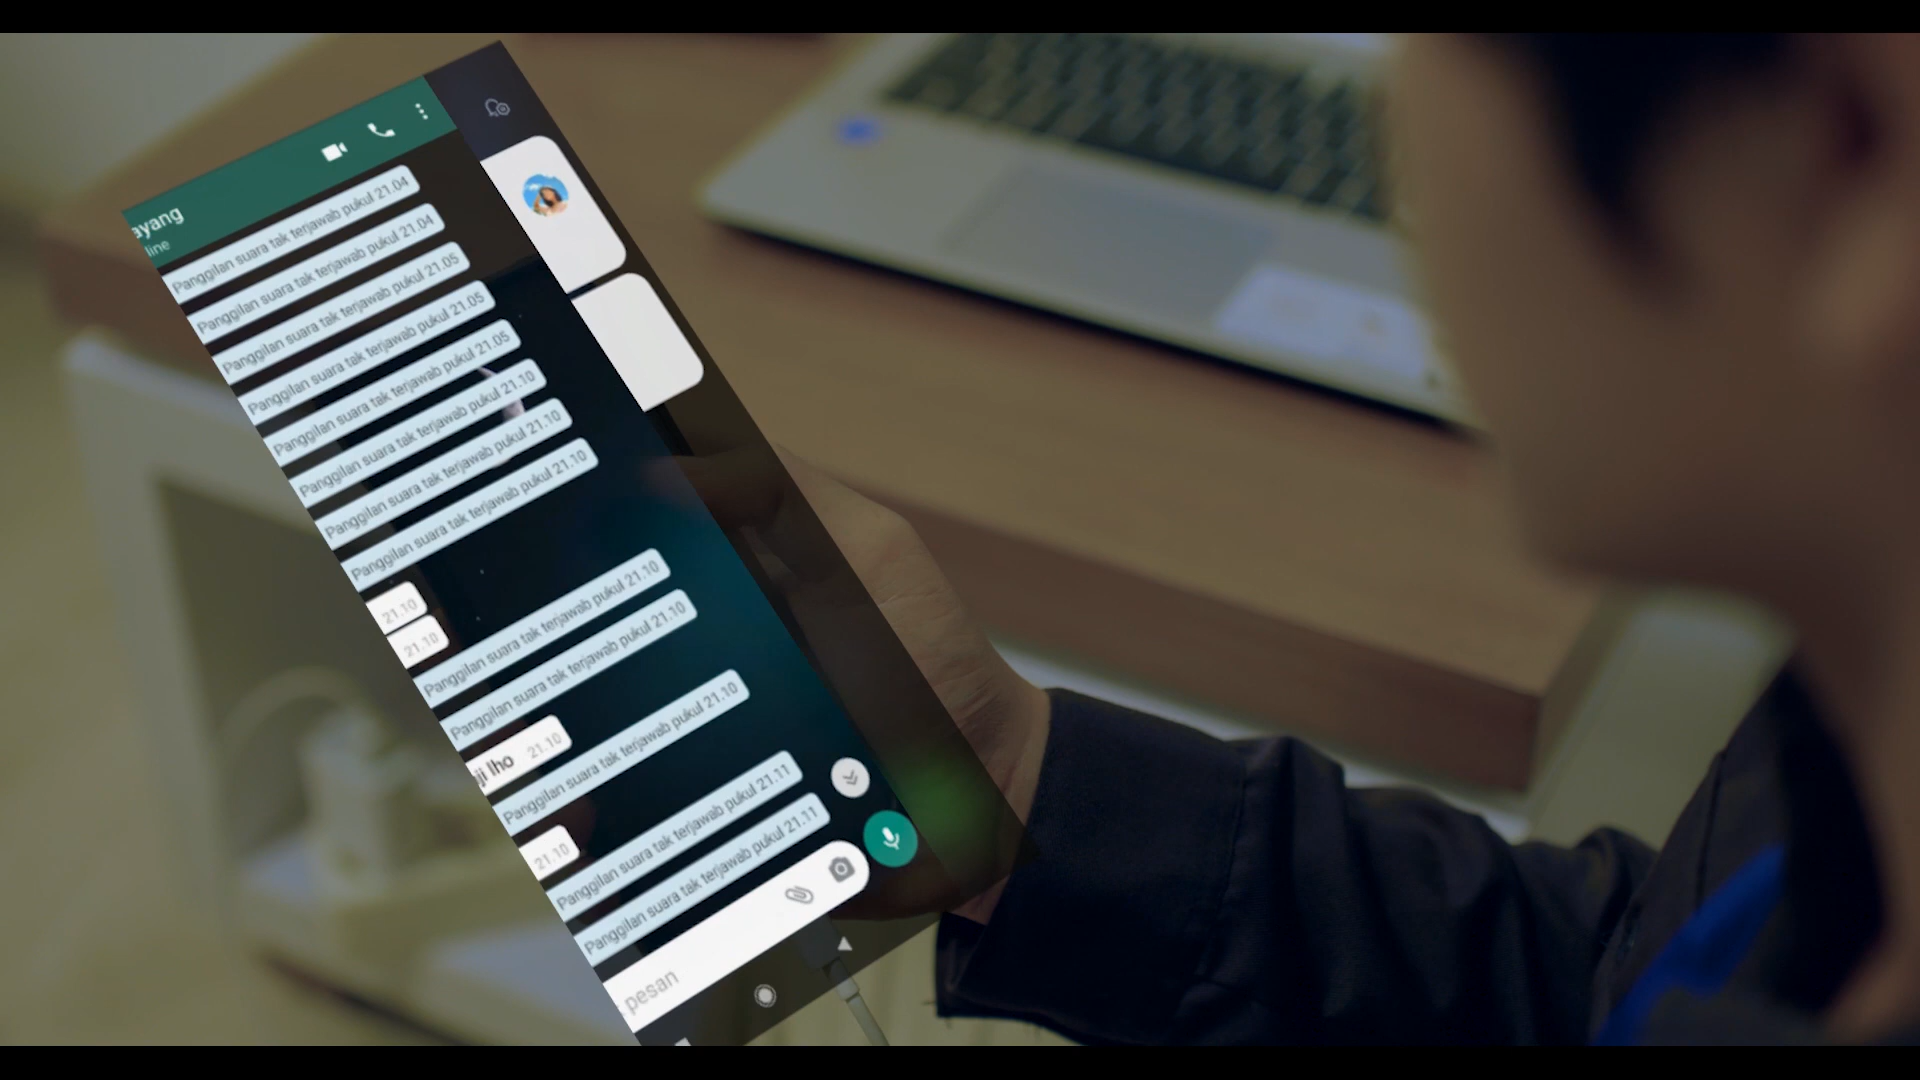 ayang
line
Panggilan suara tak terjawab pukul 21.04
Panggilan suara tak terjawab pukul 21.04
Panggilan suara tak terjawab pukul 21.05
Panggilan suara tak terjawab pukul 21.05
Panggilan suara tak terjawab pukul 21.05
Panggilan suara tak terjawab pukul 21.10
Panggilan suara tak terjawab pukul 21.10
Panggilan suara tak terjawab pukul 21.10
21.10
21.10
Panggilan suara tak terjawab pukul 21.10
Panggilan suara tak terjawab pukul 21.10
ji lho 21.10
Panggilan suara tak terjawab pukul 21.10
21.10
Panggilan suara tak terjawab pukul 21.11
Panggilan suara tak terjawab pukul 21.11
pesan